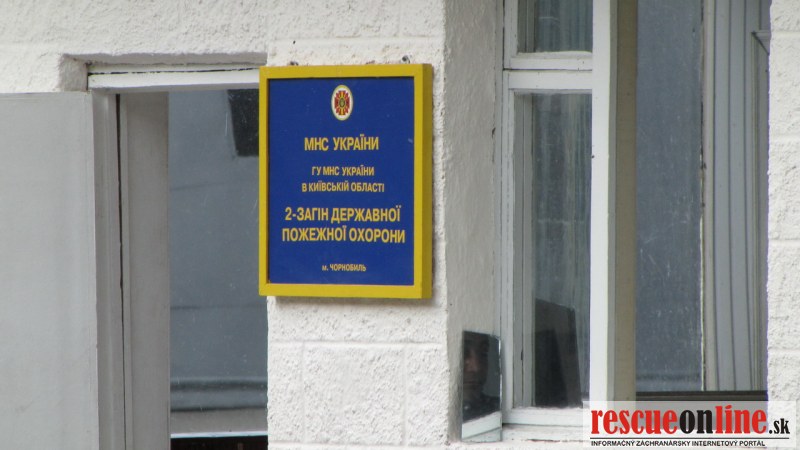 МНС УКРАЇНИ
ГУ МНС УКРАЇНИ
В КИЇВСЬКІЙ ОБЛАСТІ
2-ЗАГІН ДЕРЖАВНОЇ
ПОЖЕЖНОЇ ОХОРОНИ
м. ЧОРНОБИЛЬ
rescueonline.sk
INFORMAČNÝ ZÁCHRANÁRSKY INTERNETOVÝ PORTÁL